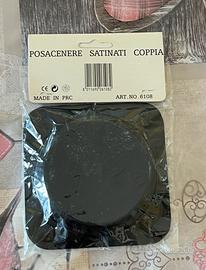 POSACENERE SATINATI COPPIA
CE
MADE IN PRC
ART.NO.6108